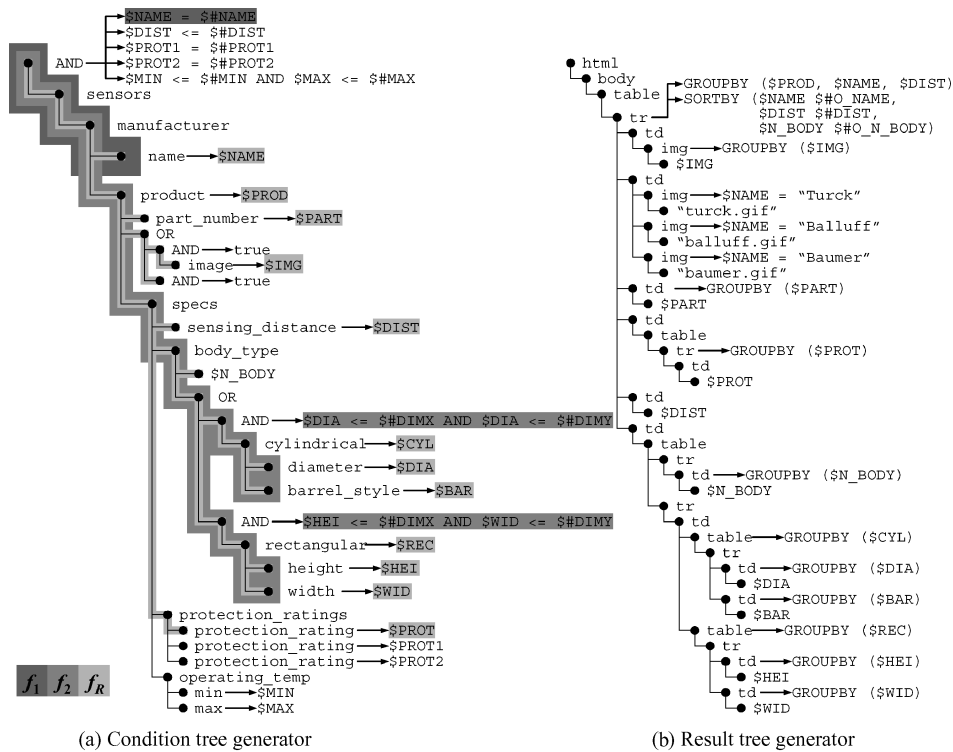 $NAME = $#NAME
$DIST <= $#DIST
$PROT1 = $#PROT1
AND
$PROT2 = $#PROT2
$MIN <= $#MIN AND $MAX <= $#MAX
sensors
manufacturer
name $NAME
product $PROD
part_number $PART
OR
AND true
image $IMG
AND true
specs
sensing_distance $DIST
body_type
$N_BODY
OR
AND $DIA <= $#DIMX AND $DIA <= $#DIMY
cylindrical $CYL
diameter $DIA
barrel_style $BAR
AND $HEI <= $#DIMX AND $WID <= $#DIMY
rectangular $REC
height $HEI
width $WID
protection_ratings
protection_rating $PROT
protection_rating $PROT1
protection_rating $PROT2
operating_temp
min $MIN
max $MAX
f1 f2 fR
(a) Condition tree generator
html
body
table
GROUPBY ($PROD, $NAME, $DIST)
SORTBY ($NAME $#O_NAME,
$DIST $#DIST,
$N_BODY $#O_N_BODY)
tr
td
img GROUPBY ($IMG)
$IMG
td
img $NAME = “Turck”
“turck.gif”
img $NAME = “Balluff”
“balluff.gif”
img $NAME = “Baumer”
“baumer.gif”
td GROUPBY ($PART)
$PART
td
table
tr GROUPBY ($PROT)
td
$PROT
td
$DIST
td
table
tr
td GROUPBY ($N_BODY)
$N_BODY
tr
td
table GROUPBY ($CYL)
tr
td GROUPBY ($DIA)
$DIA
td GROUPBY ($BAR)
$BAR
table GROUPBY ($REC)
tr
td GROUPBY ($HEI)
$HEI
td GROUPBY ($WID)
$WID
(b) Result tree generator